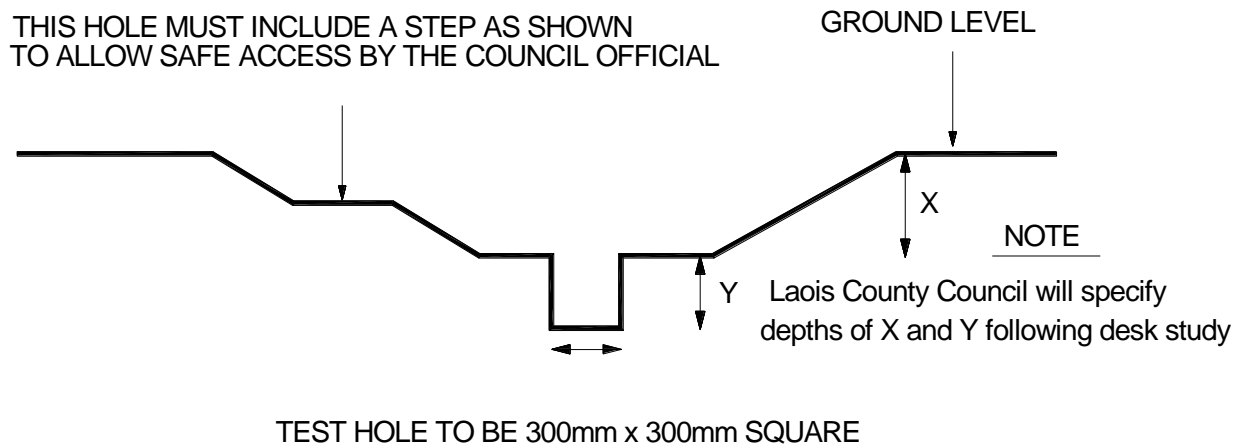 THIS HOLE MUST INCLUDE A STEP AS SHOWN
TO ALLOW SAFE ACCESS BY THE COUNCIL OFFICIAL
GROUND LEVEL
X
NOTE
Y
Laois County Council will specify
depths of X and Y following desk study
TEST HOLE TO BE 300mm x 300mm SQUARE